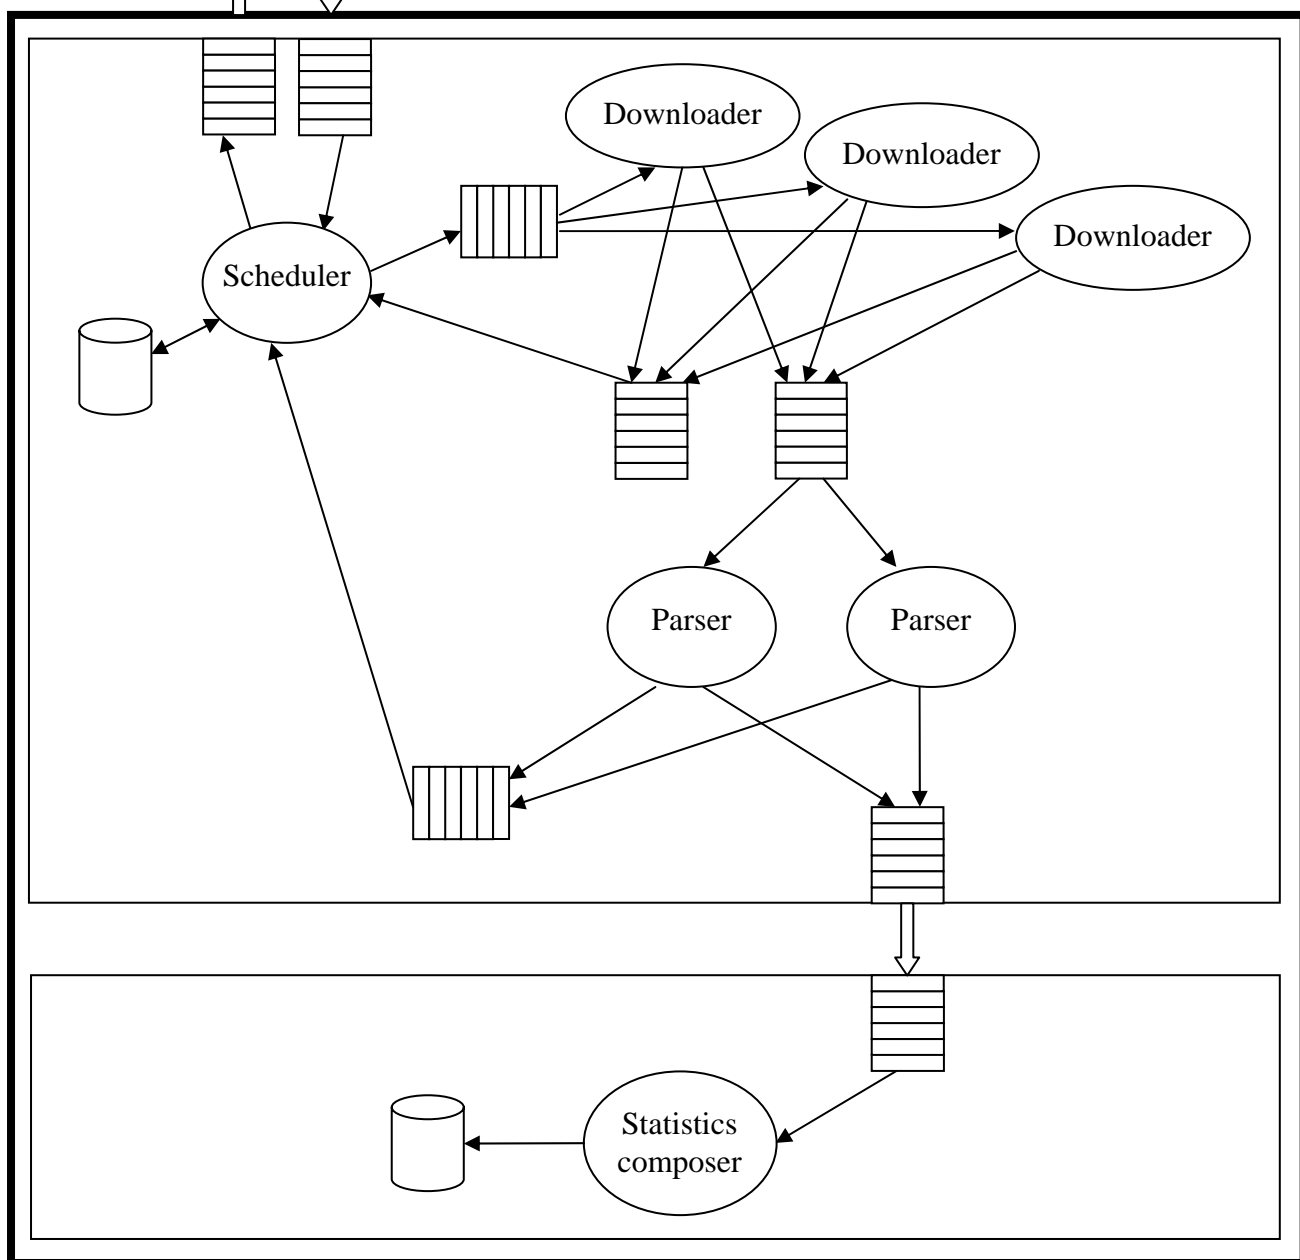 Downloader
Downloader
Downloader
Scheduler
Parser
Parser
Statistics
composer